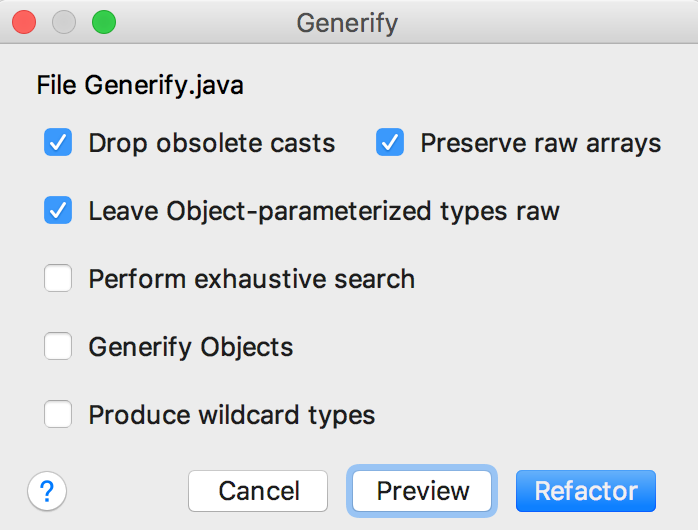 Generify
File Generify.java
Drop obsolete casts Preserve raw arrays
Leave Object-parameterized types raw
Perform exhaustive search
Generify Objects
Produce wildcard types
? Cancel Preview Refactor